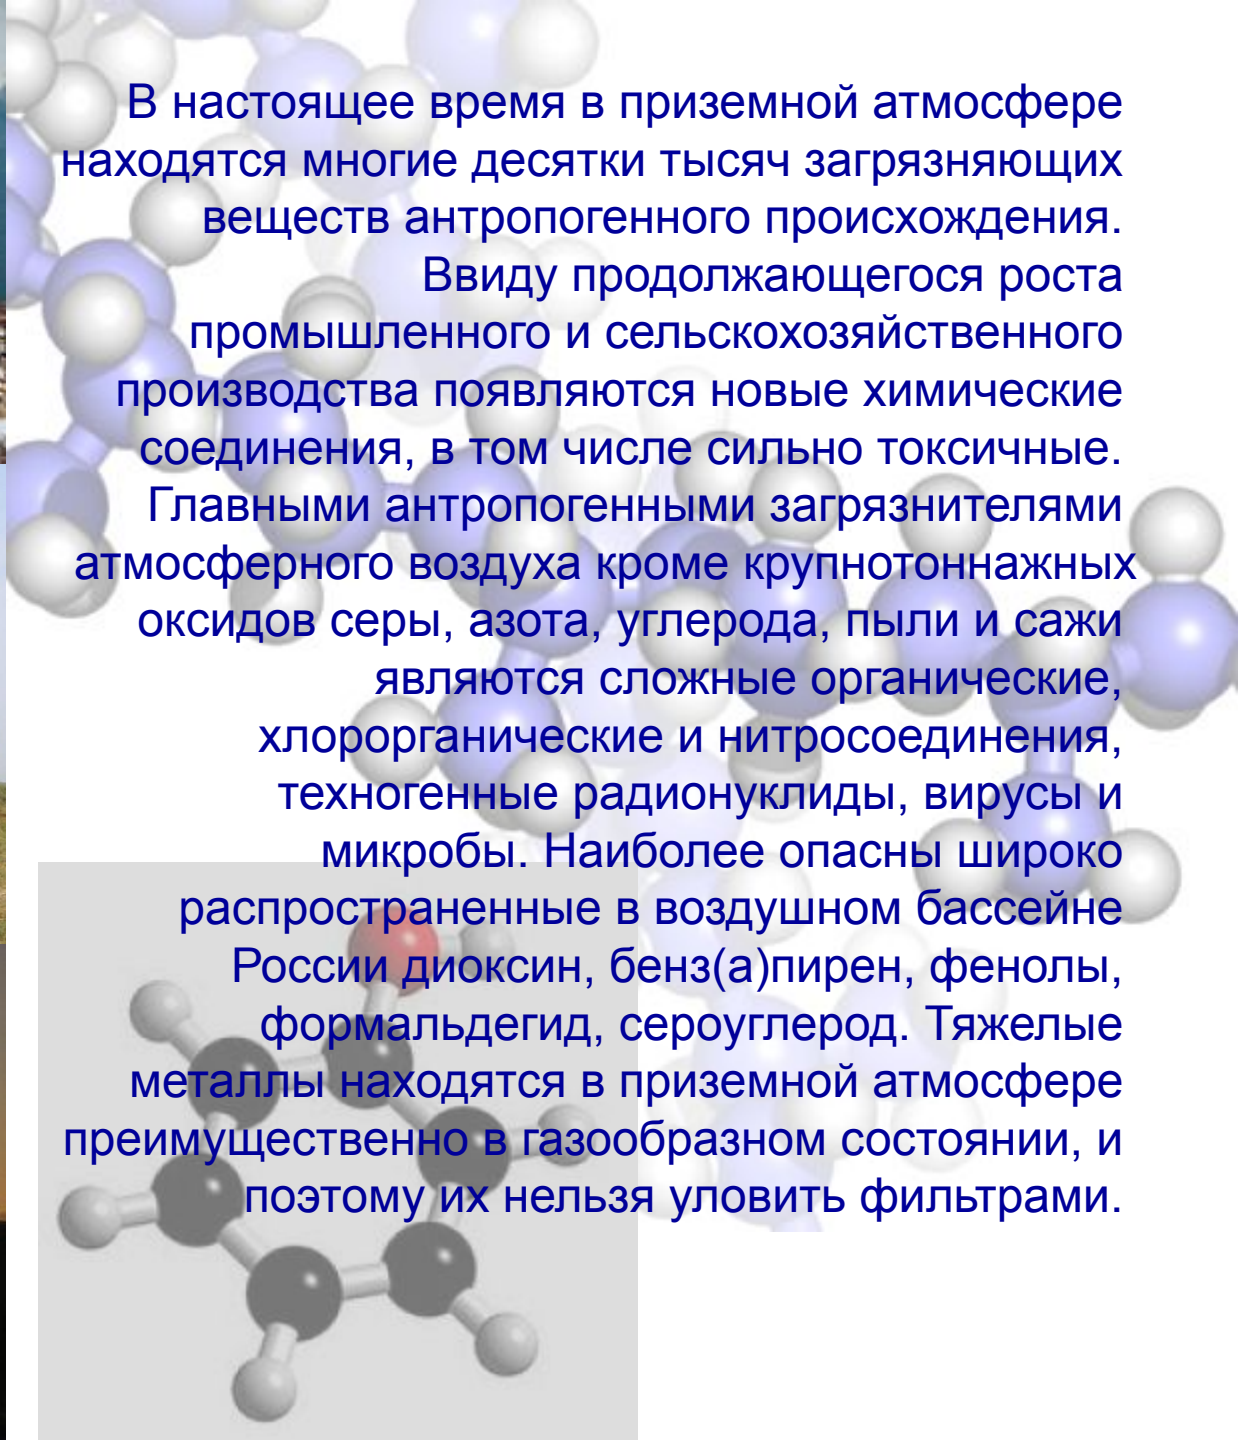 В настоящее время в приземной атмосфере
находятся многие десятки тысяч загрязняющих
веществ антропогенного происхождения.
Ввиду продолжающегося роста
промышленного и сельскохозяйственного
производства появляются новые химические
соединения, в том числе сильно токсичные.
Главными антропогенными загрязнителями
атмосферного воздуха кроме крупнотоннажных
оксидов серы, азота, углерода, пыли и сажи
являются сложные органические,
хлорорганические и нитросоединения,
техногенные радионуклиды, вирусы и
микробы. Наиболее опасны широко
распространенные в воздушном бассейне
России диоксин, бенз(а)пирен, фенолы,
формальдегид, сероуглерод. Тяжелые
металлы находятся в приземной атмосфере
преимущественно в газообразном состоянии, и
поэтому их нельзя уловить фильтрами.